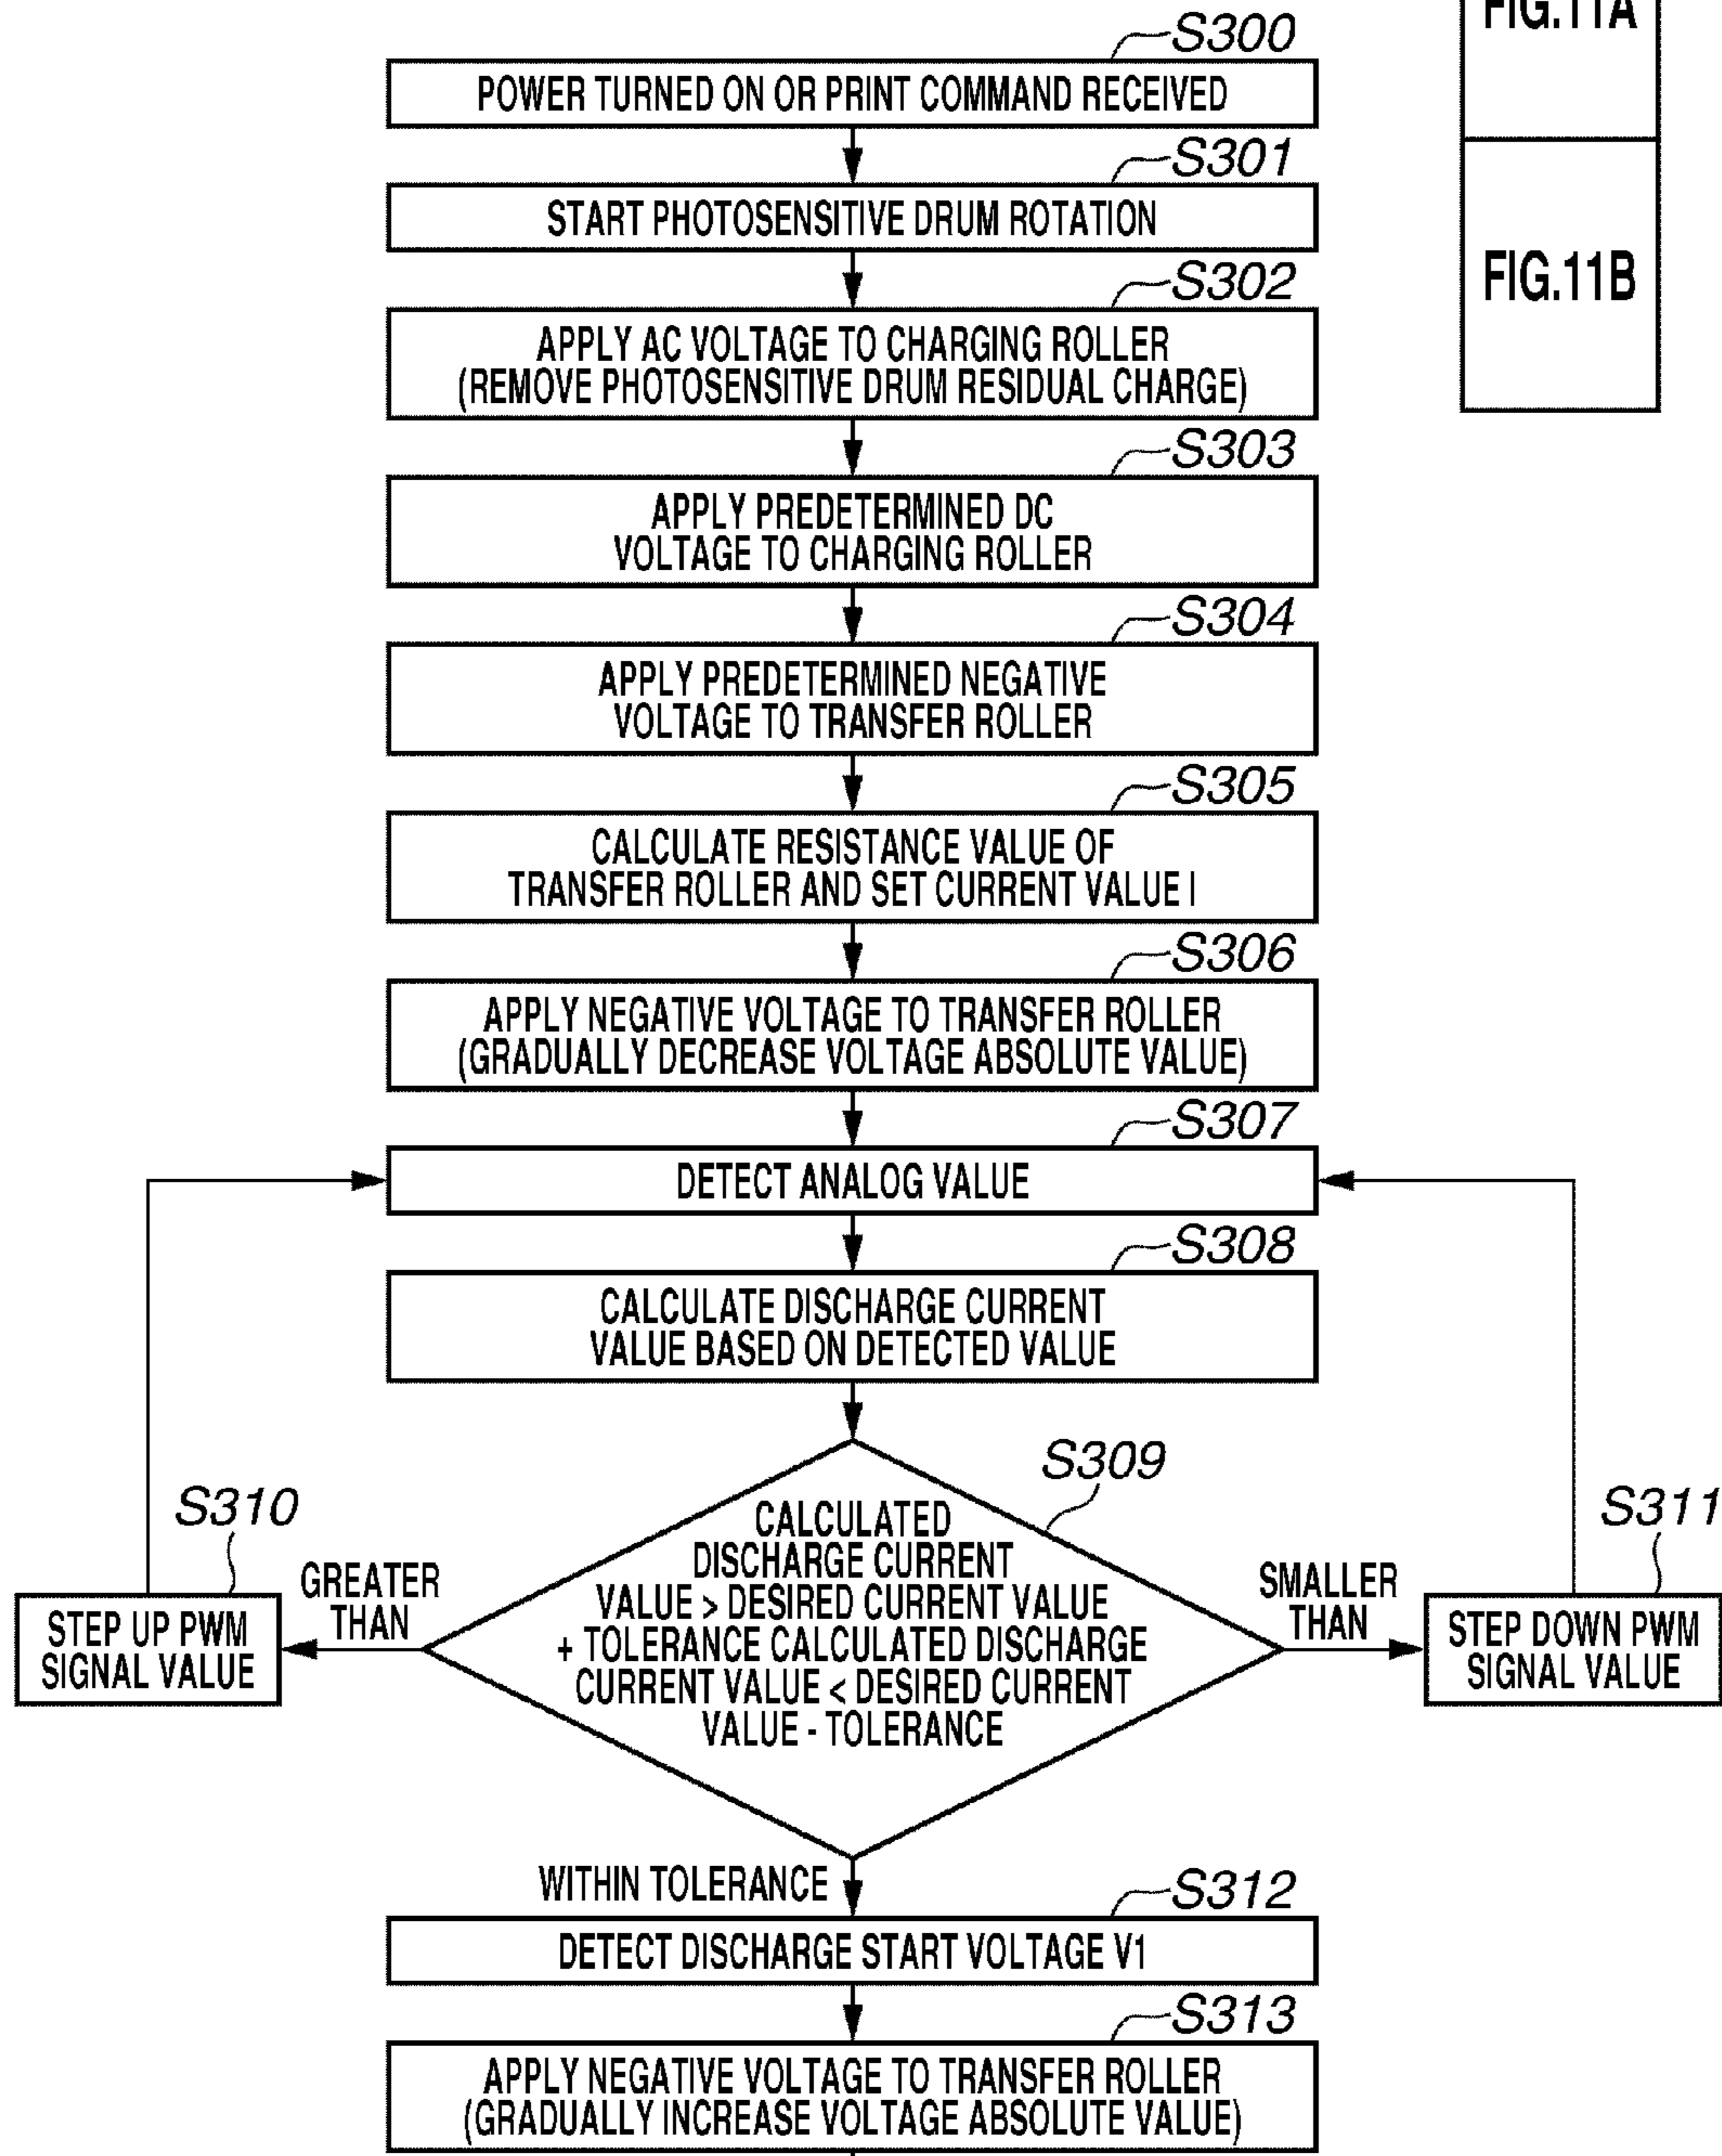 FIG.11A
FIG.11B
S300
POWER TURNED ON OR PRINT COMMAND RECEIVED
S301
START PHOTOSENSITIVE DRUM ROTATION
S302
APPLY AC VOLTAGE TO CHARGING ROLLER
(REMOVE PHOTOSENSITIVE DRUM RESIDUAL CHARGE)
S303
APPLY PREDETERMINED DC
VOLTAGE TO CHARGING ROLLER
S304
APPLY PREDETERMINED NEGATIVE
VOLTAGE TO TRANSFER ROLLER
S305
CALCULATE RESISTANCE VALUE OF
TRANSFER ROLLER AND SET CURRENT VALUE I
S306
APPLY NEGATIVE VOLTAGE TO TRANSFER ROLLER
(GRADUALLY DECREASE VOLTAGE ABSOLUTE VALUE)
S307
DETECT ANALOG VALUE
S308
CALCULATE DISCHARGE CURRENT
VALUE BASED ON DETECTED VALUE
S309
CALCULATED
DISCHARGE CURRENT
VALUE > DESIRED CURRENT VALUE
+ TOLERANCE CALCULATED DISCHARGE
CURRENT VALUE < DESIRED CURRENT
VALUE - TOLERANCE
GREATER
THAN
S310
STEP UP PWM
SIGNAL VALUE
SMALLER
THAN
S311
STEP DOWN PWM
SIGNAL VALUE
WITHIN TOLERANCE
S312
DETECT DISCHARGE START VOLTAGE V1
S313
APPLY NEGATIVE VOLTAGE TO TRANSFER ROLLER
(GRADUALLY INCREASE VOLTAGE ABSOLUTE VALUE)